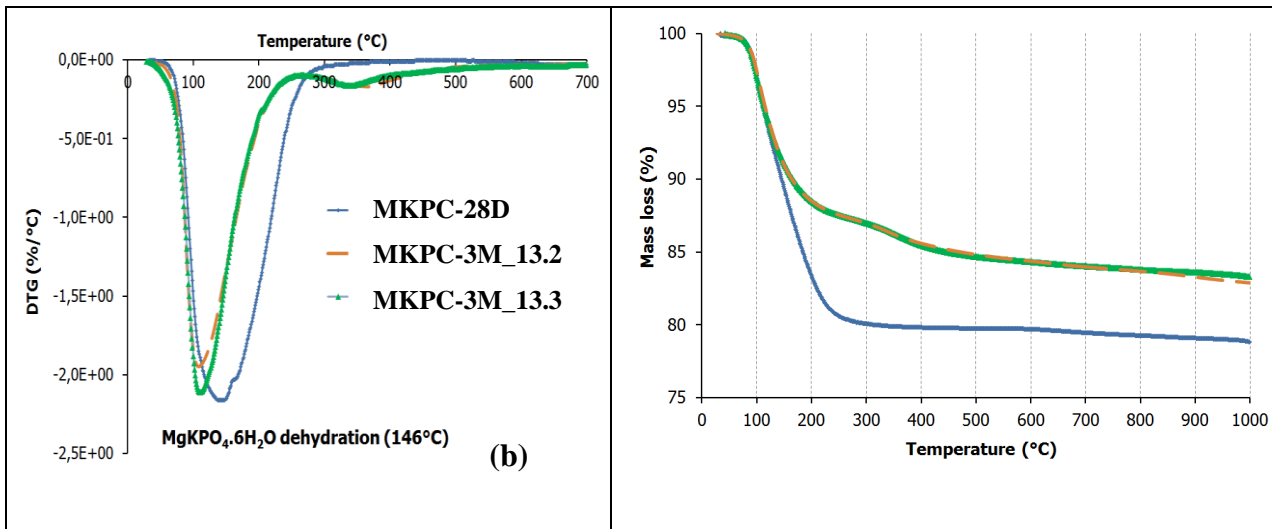 Temperature (°C)
0,0E+00
0 100 200 300 400 500 600 700
-5,0E-01
-1,0E+00
-1,5E+00
-2,0E+00
-2,5E+00
DTG (%/°C)
MKPC-28D
MKPC-3M_13.2
MKPC-3M_13.3
MgKPO₄.6H₂O dehydration (146°C)
(b)
100
95
90
85
80
75
Mass loss (%)
0 100 200 300 400 500 600 700 800 900 1000
Temperature (°C)